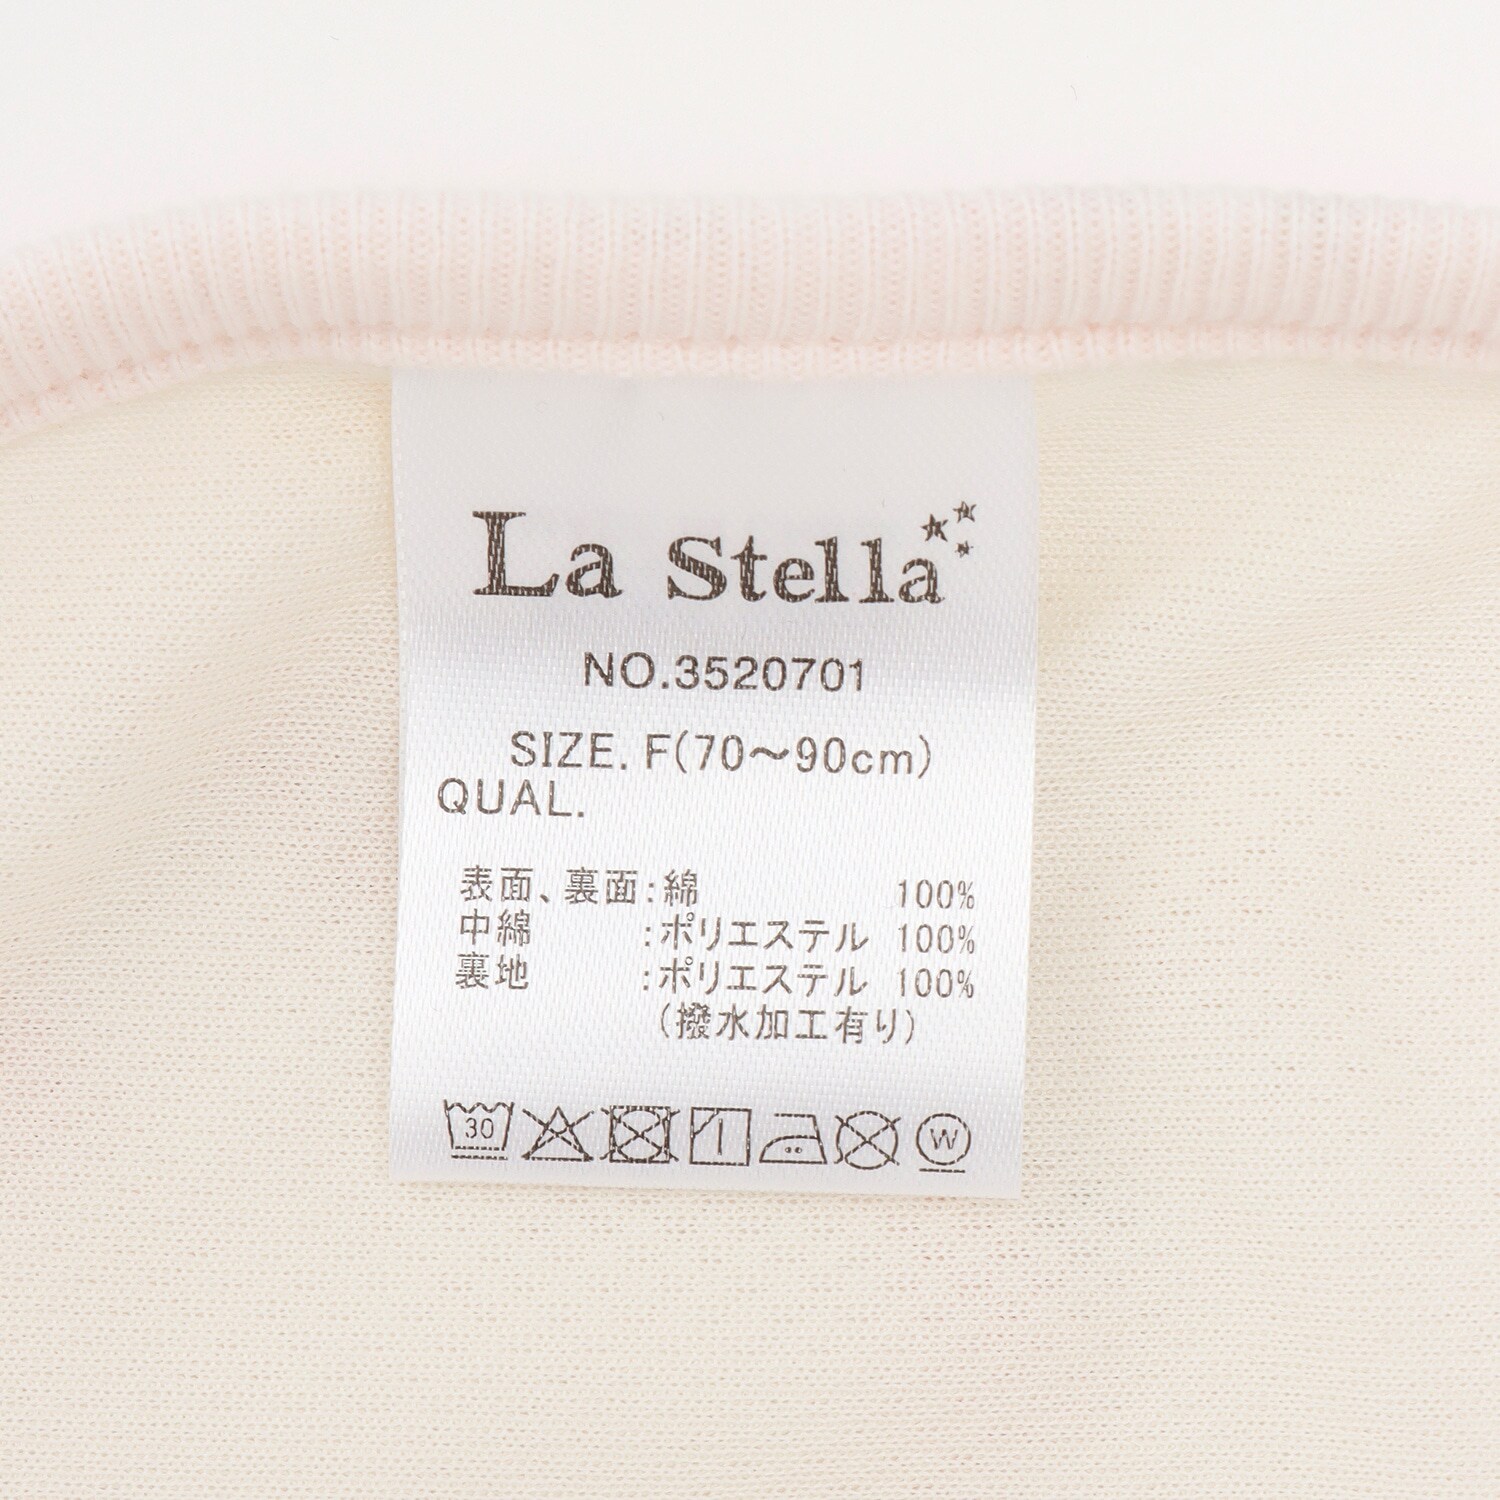 La Stella
NO.3520701
SIZE. F(70〜90cm)
QUAL.
表面、裏面:綿 100%
中綿 :ポリエステル 100%
裏地 :ポリエステル 100%
(撥水加工有り)
30 W